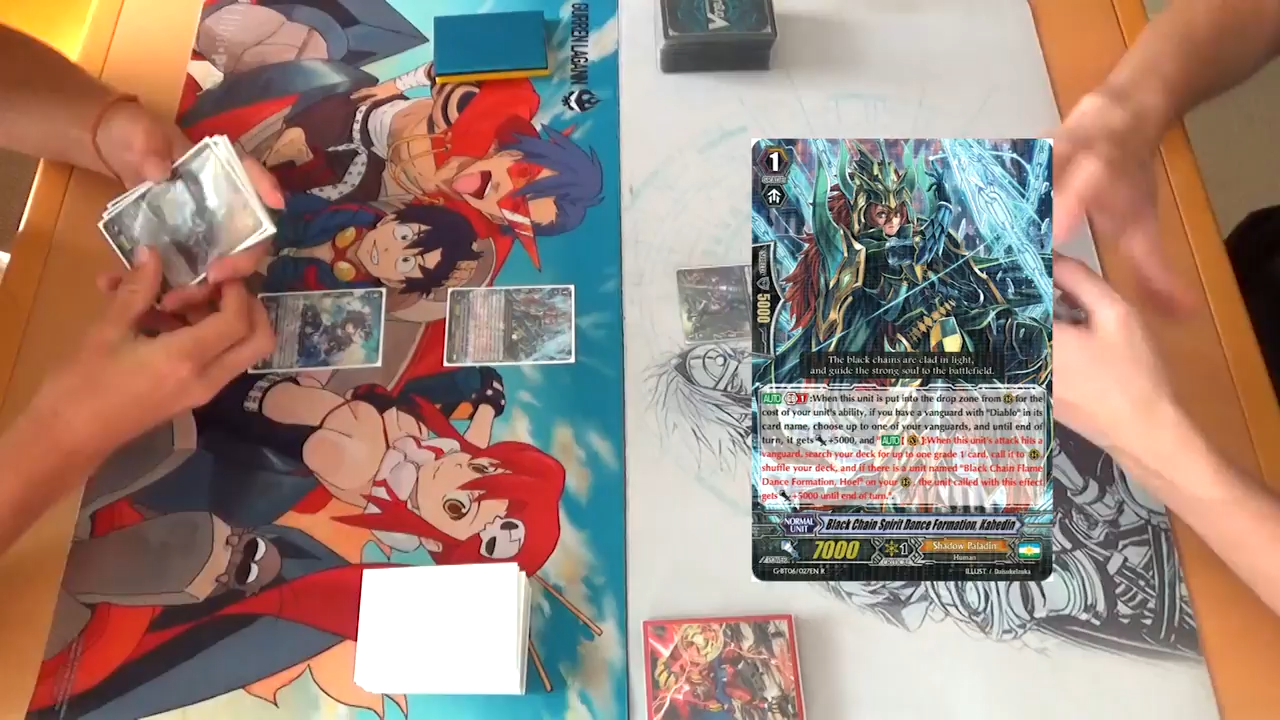 GURREN LAGANN
1
5000
The black chains are clad in light,
and guide the strong soul to the battlefield.
AUTO 1 :When this unit is put into the drop zone from for the
cost of your unit's ability, if you have a vanguard with "Diablo" in its
card name, choose up to one of your vanguards, and until end of
turn, it gets +5000, and "AUTO [ ]:When this unit's attack hits a
vanguard, search your deck for up to one grade 1 card, call it to
shuffle your deck, and if there is a unit named "Black Chain Flame
Dance Formation, Hoel" on your , the unit called with this effect
gets +5000 until end of turn.".
NORMAL
UNIT
Black Chain Spirit Dance Formation, Kahedin
7000
1
Shadow Paladin
Human
G-BT06/027EN R
ILLUST